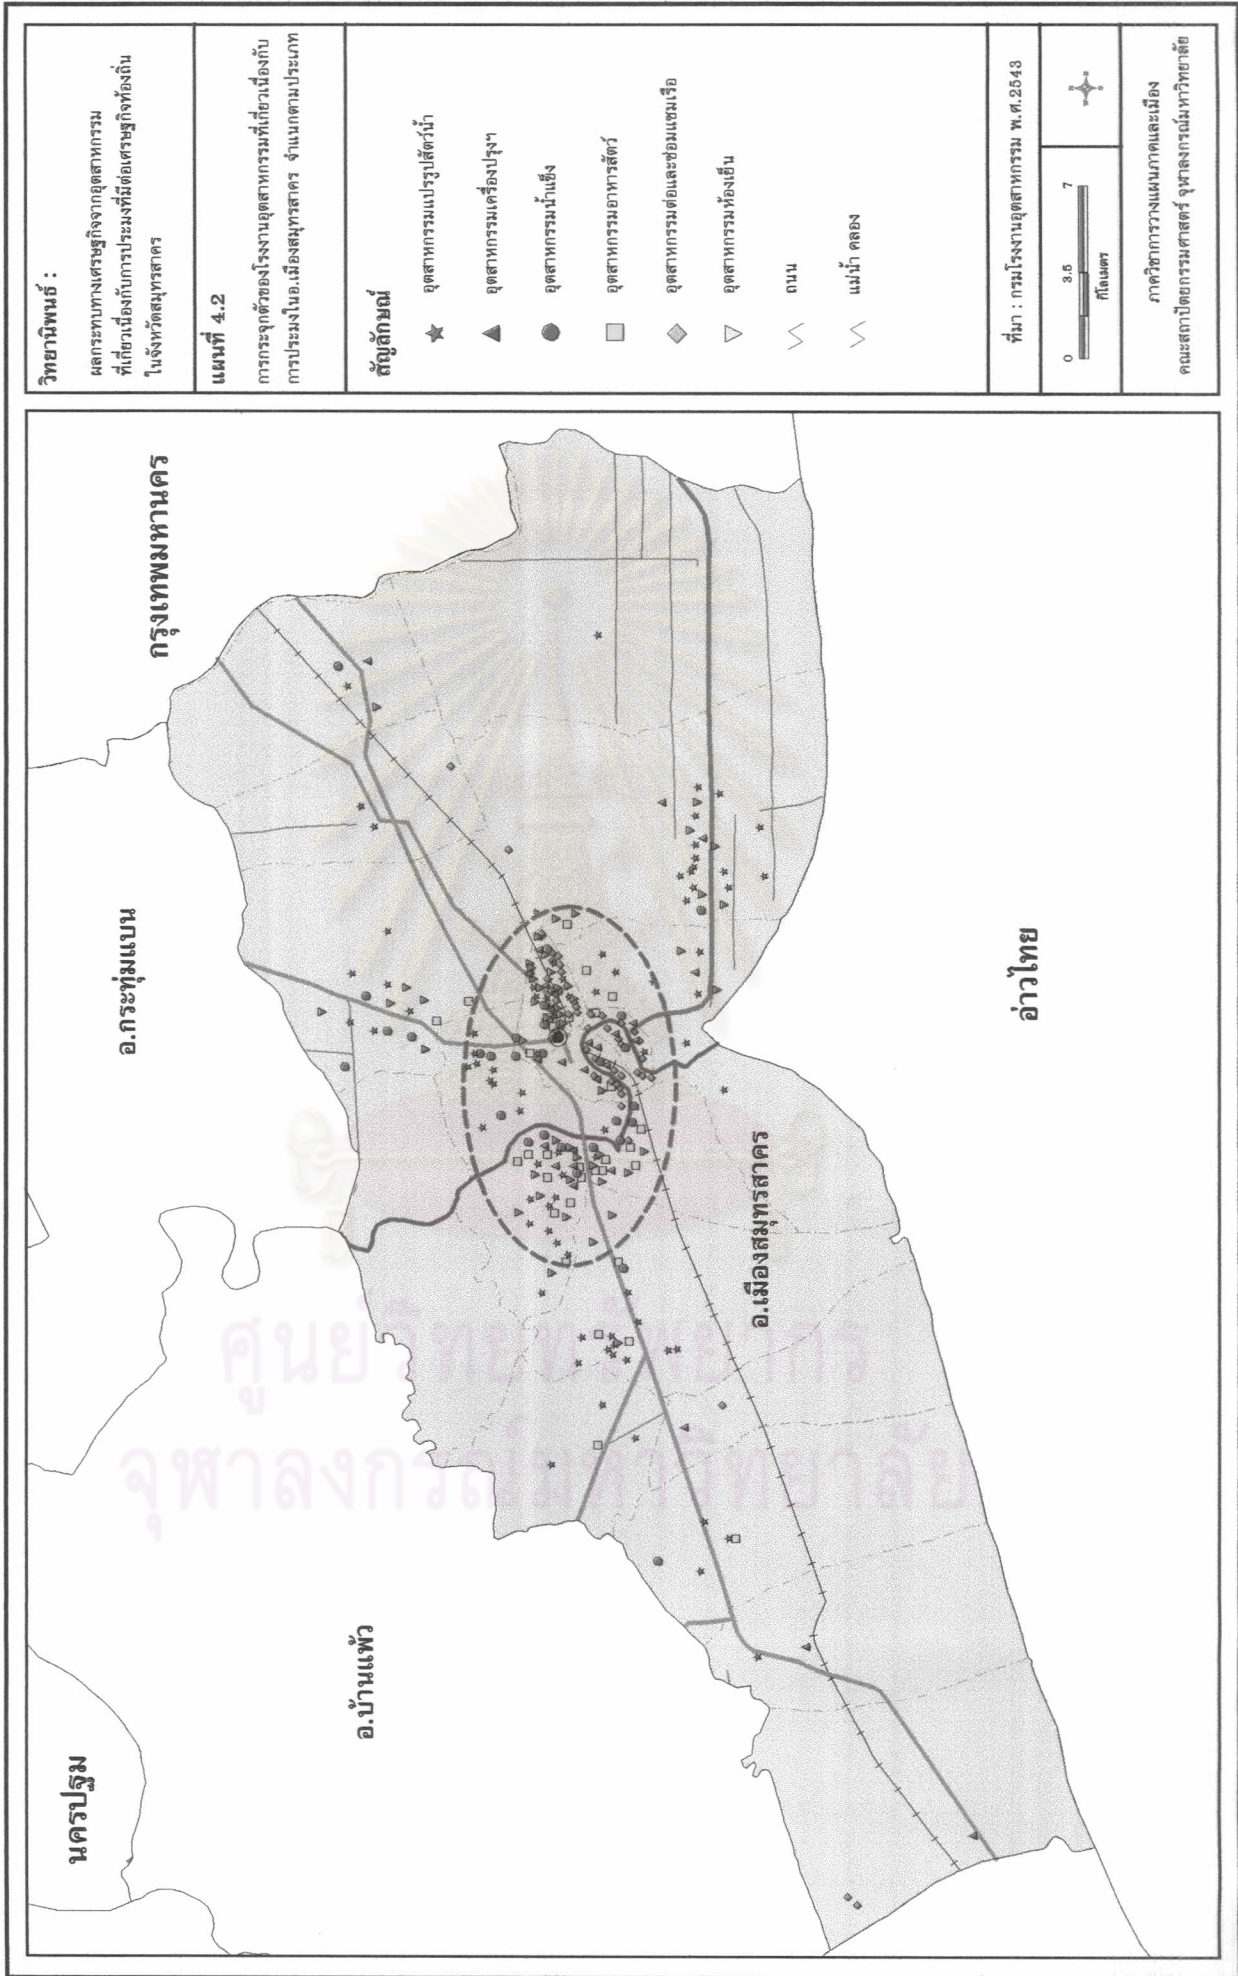 วิทยานิพนธ์ :
ผลกระทบทางเศรษฐกิจจากอุตสาหกรรม
ที่เกี่ยวเนื่องกับการประมงที่มีต่อเศรษฐกิจท้องถิ่น
ในจังหวัดสมุทรสาคร
แผนที่ 4.2
การกระจุกตัวของโรงงานอุตสาหกรรมที่เกี่ยวเนื่องกับ
การประมงในอ.เมืองสมุทรสาคร จำแนกตามประเภท
สัญลักษณ์
อุตสาหกรรมแปรรูปสัตว์น้ำ
อุตสาหกรรมเครื่องปรุงฯ
อุตสาหกรรมน้ำแข็ง
อุตสาหกรรมอาหารสัตว์
อุตสาหกรรมต่อและซ่อมแซมเรือ
อุตสาหกรรมห้องเย็น
ถนน
แม่น้ำ คลอง
ที่มา : กรมโรงงานอุตสาหกรรม พ.ศ.2543
0 3.5 7
กิโลเมตร
ภาควิชาการวางแผนภาคและเมือง
คณะสถาปัตยกรรมศาสตร์ จุฬาลงกรณ์มหาวิทยาลัย
นครปฐม
กรุงเทพมหานคร
อ.กระทุ่มแบน
อ.บ้านแพ้ว
อ.เมืองสมุทรสาคร
อ่าวไทย
ศูนย์วิทยทรัพยากร
จุฬาลงกรณ์มหาวิทยาลัย